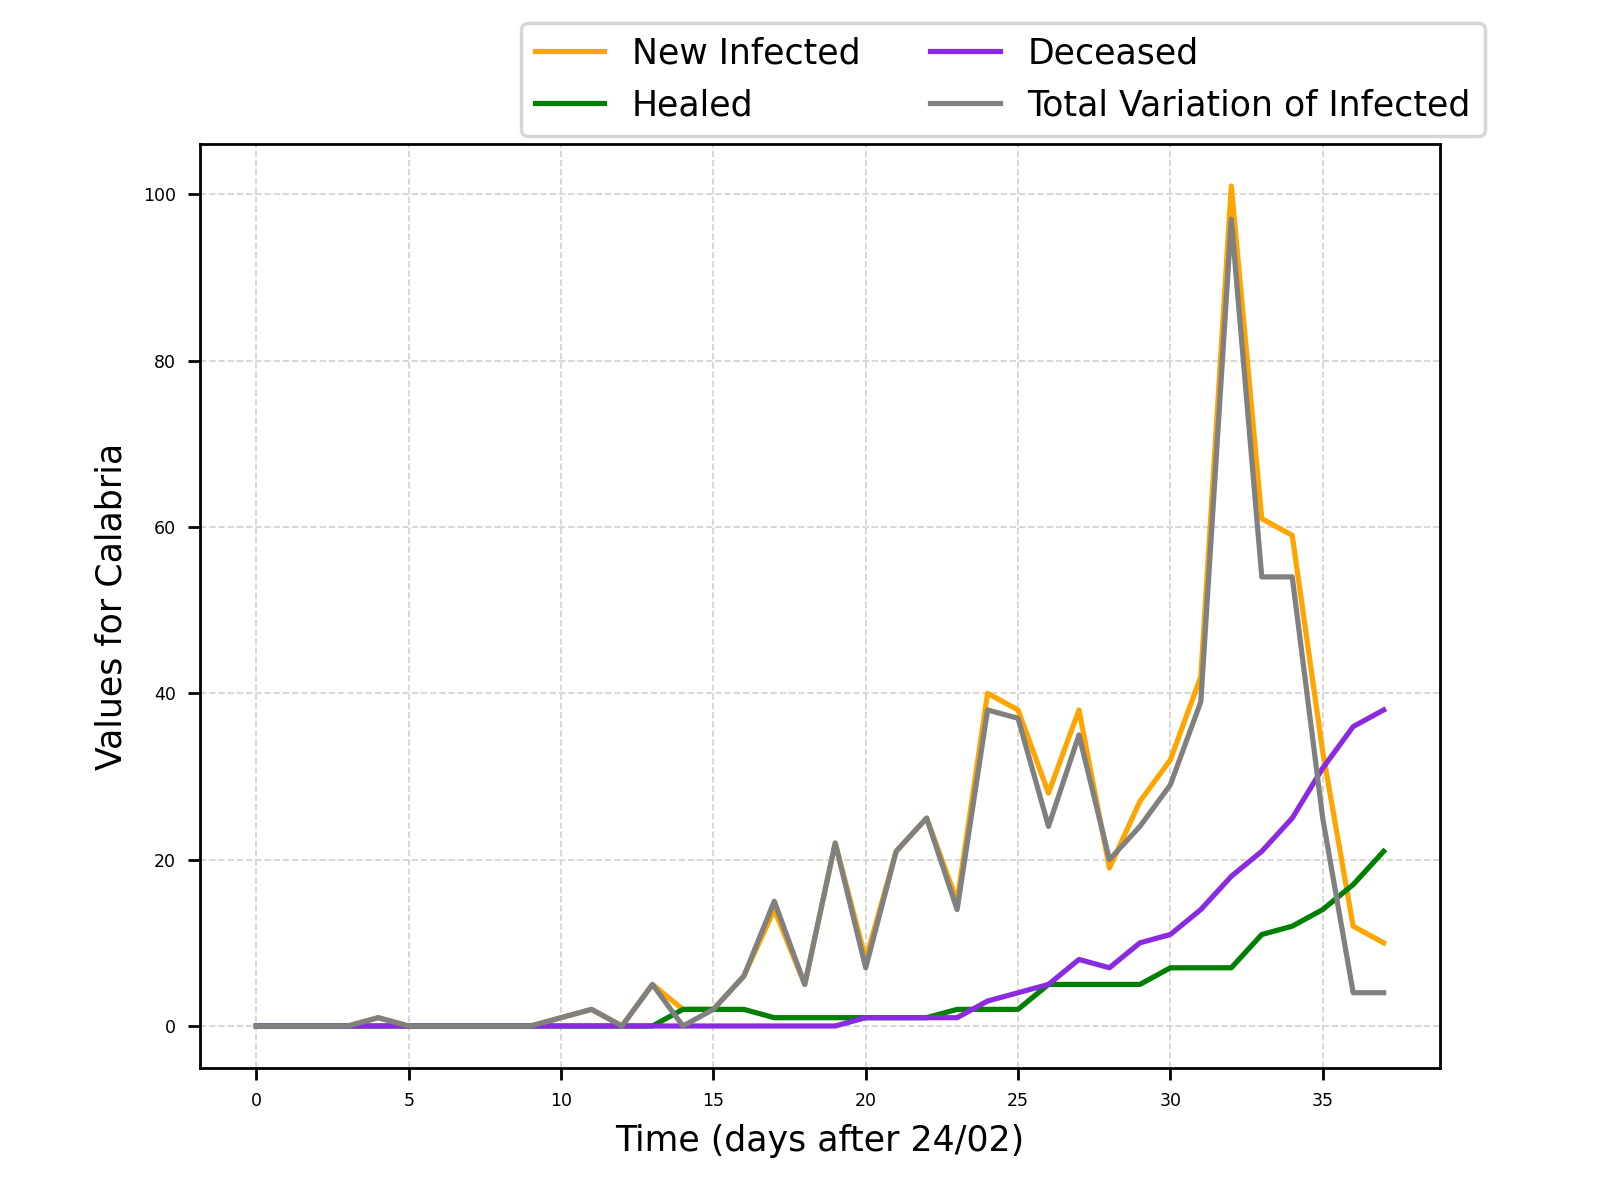 New Infected
Healed
Deceased
Total Variation of Infected
100
80
60
40
20
0
Values for Calabria
0 5 10 15 20 25 30 35
Time (days after 24/02)